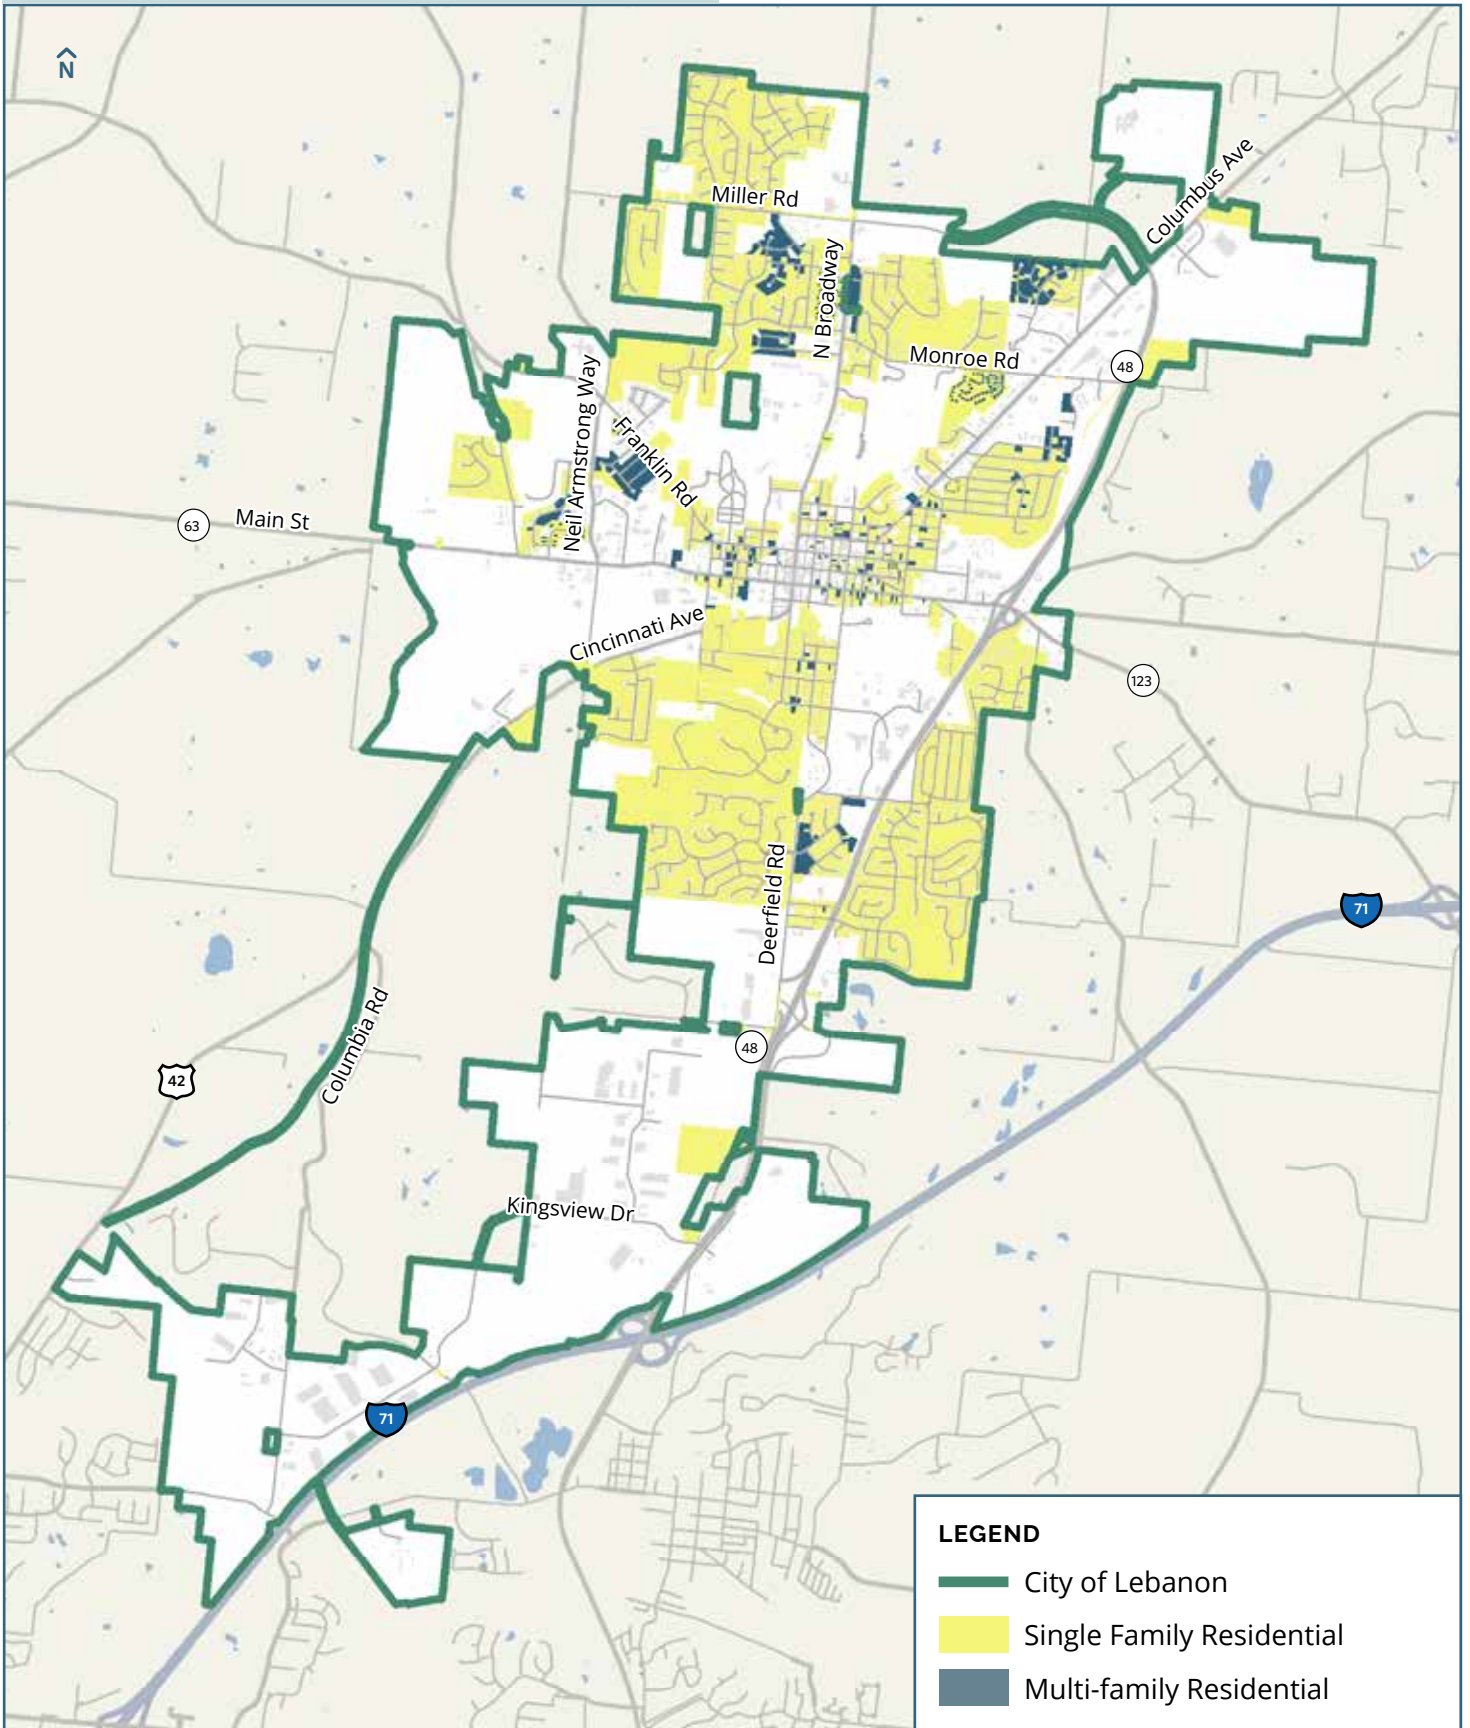 N
Miller Rd
Columbus Ave
N Broadway
Monroe Rd
48
Neil Armstrong Way
Franklin Rd
63
Main St
Cincinnati Ave
123
Deerfield Rd
71
Columbia Rd
48
42
Kingsview Dr
71
LEGEND
City of Lebanon
Single Family Residential
Multi-family Residential